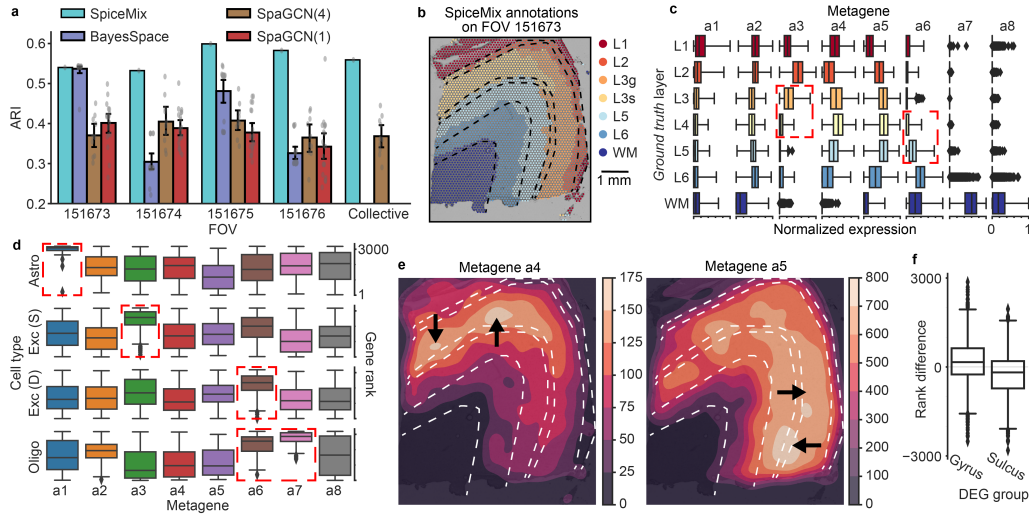 a
SpiceMix
BayesSpace
SpaGCN(4)
SpaGCN(1)
ARI
0.6
0.5
0.4
0.3
0.2
151673
151674
151675
151676
Collective
FOV
b
SpiceMix annotations
on FOV 151673
L1
L2
L3g
L3s
L5
L6
WM
1 mm
c
Metagene
a1 a2 a3 a4 a5 a6 a7 a8
Ground truth layer
L1
L2
L3
L4
L5
L6
WM
Normalized expression
0 1
d
Cell type
Astro
Exc (S)
Exc (D)
Oligo
3000
1
Gene rank
a1 a2 a3 a4 a5 a6 a7 a8
Metagene
e
Metagene a4
175
150
125
100
75
50
25
0
Metagene a5
800
700
600
500
400
300
200
100
0
f
Rank difference
3000
0
−3000
Gyrus
Sulcus
DEG group